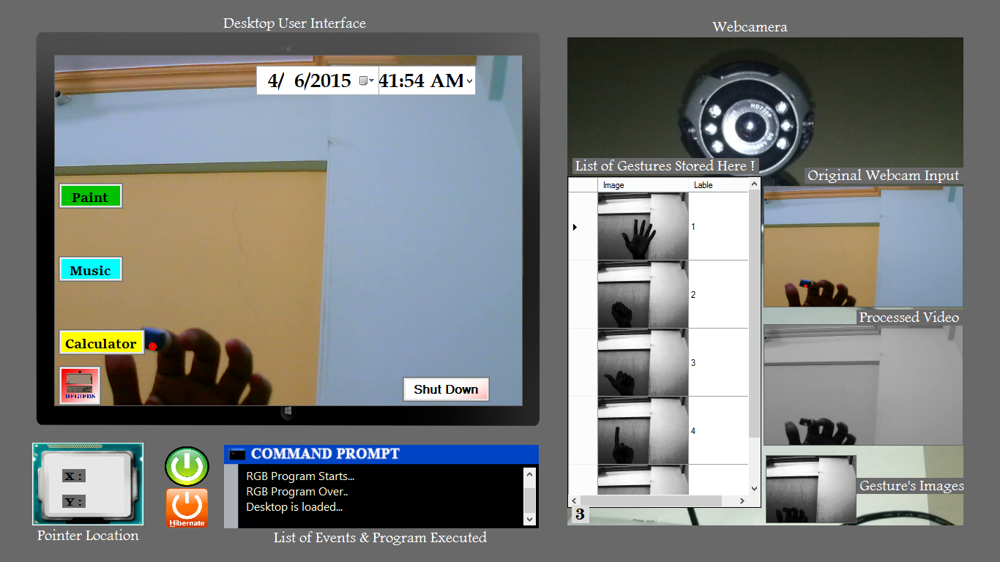 Desktop User Interface
Webcamera
4/ 6/2015 41:54 AM
HD720P
List of Gestures Stored Here !
Original Webcam Input
Image Lable
Paint
1
Music
2
Processed Video
Calculator
3
Shut Down
4
COMMAND PROMPT
X :
RGB Program Starts...
RGB Program Over..
Y :
Desktop is loaded...
Gesture's Images
3
Hibernate
Pointer Location
List of Events & Program Executed